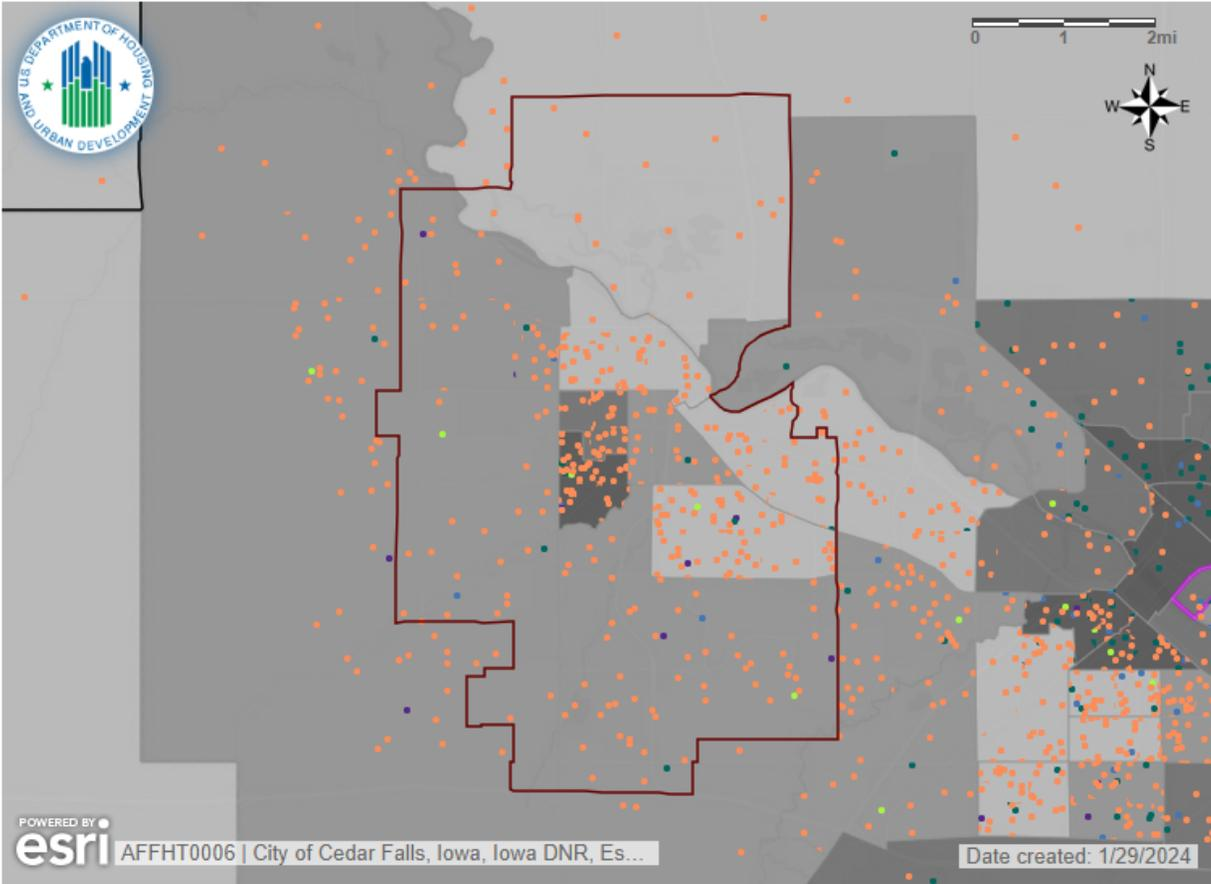 US DEPARTMENT OF HOUSING
AND URBAN DEVELOPMENT
0 1 2mi
N
W E
S
POWERED BY
esri
AFFHT0006 | City of Cedar Falls, Iowa, Iowa DNR, Es...
Date created: 1/29/2024